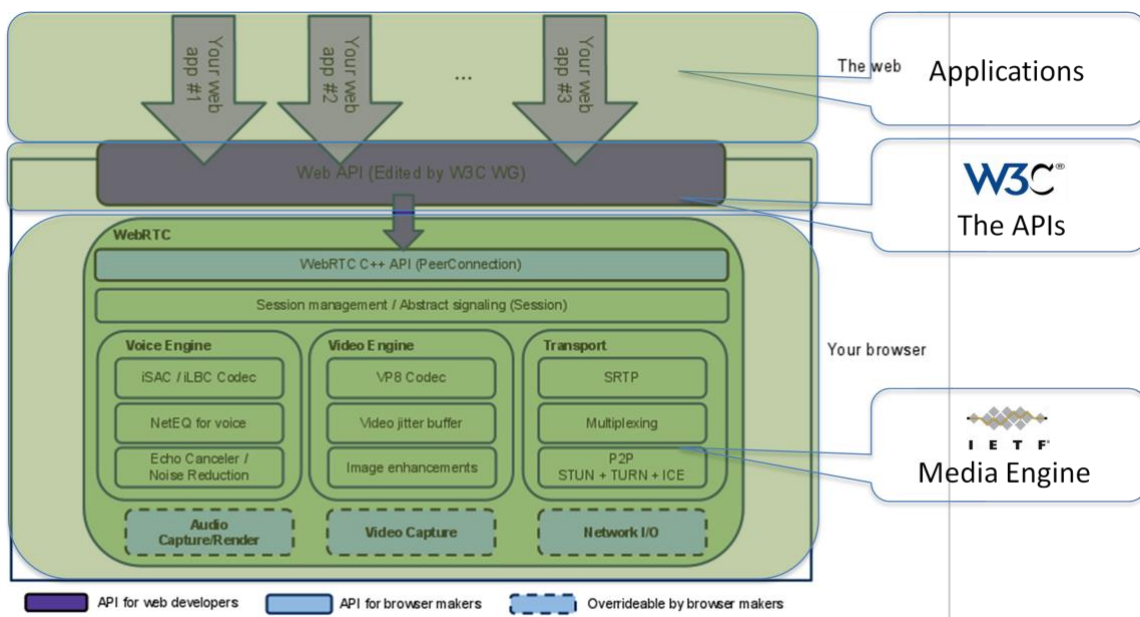 Your web
app #1
Your web
app #2
...
Your web
app #3
The web
Applications
Web API (Edited by W3C WG)
W3C®
The APIs
WebRTC
WebRTC C++ API (PeerConnection)
Session management / Abstract signaling (Session)
Voice Engine
iSAC / iLBC Codec
NetEQ for voice
Echo Canceler /
Noise Reduction
Video Engine
VP8 Codec
Video jitter buffer
Image enhancements
Transport
SRTP
Multiplexing
P2P
STUN + TURN + ICE
Your browser
I E T F®
Media Engine
Audio
Capture/Render
Video Capture
Network I/O
API for web developers
API for browser makers
Overrideable by browser makers